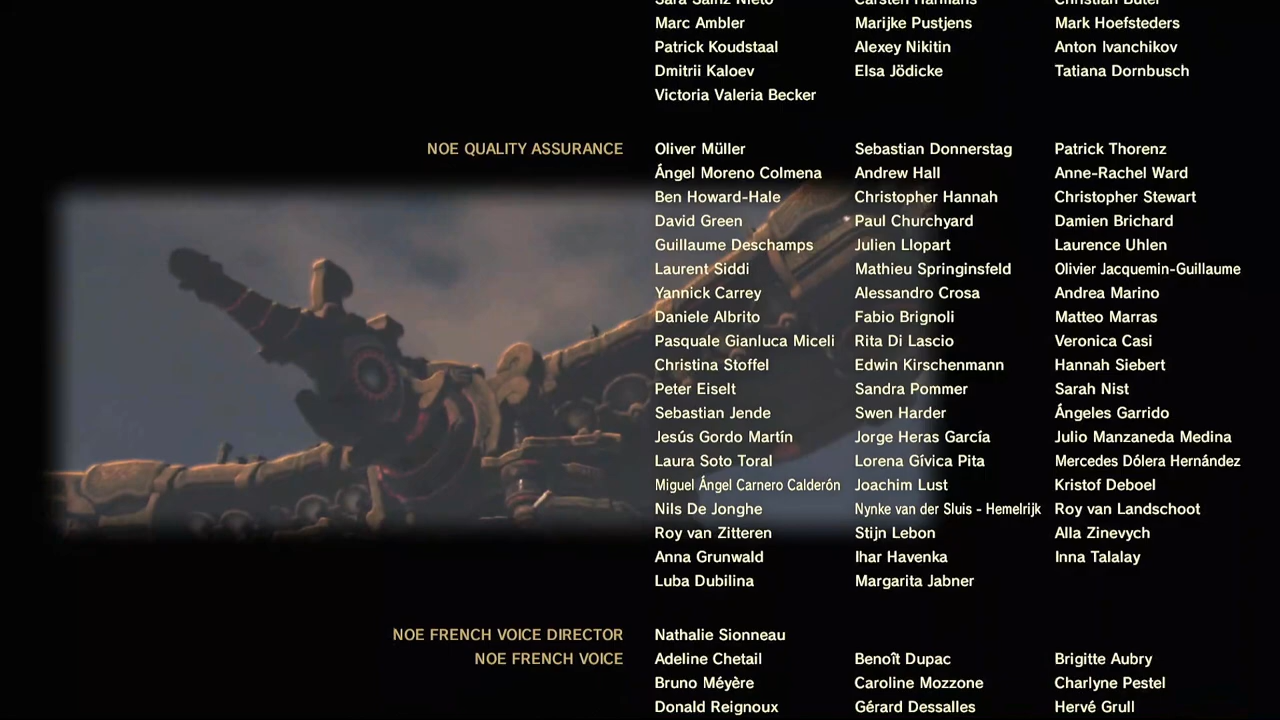 Sara Sainz Nieto Carsten Harmans Christian Büter
Marc Ambler Marijke Pustjens Mark Hoefsteders
Patrick Koudstaal Alexey Nikitin Anton Ivanchikov
Dmitrii Kaloev Elsa Jödicke Tatiana Dornbusch
Victoria Valeria Becker
NOE QUALITY ASSURANCE Oliver Müller Sebastian Donnerstag Patrick Thorenz
Ángel Moreno Colmena Andrew Hall Anne-Rachel Ward
Ben Howard-Hale Christopher Hannah Christopher Stewart
David Green Paul Churchyard Damien Brichard
Guillaume Deschamps Julien Llopart Laurence Uhlen
Laurent Siddi Mathieu Springinsfeld Olivier Jacquemin-Guillaume
Yannick Carrey Alessandro Crosa Andrea Marino
Daniele Albrito Fabio Brignoli Matteo Marras
Pasquale Gianluca Miceli Rita Di Lascio Veronica Casi
Christina Stoffel Edwin Kirschenmann Hannah Siebert
Peter Eiselt Sandra Pommer Sarah Nist
Sebastian Jende Swen Harder Ángeles Garrido
Jesús Gordo Martín Jorge Heras García Julio Manzaneda Medina
Laura Soto Toral Lorena Gívica Pita Mercedes Dólera Hernández
Miguel Ángel Carnero Calderón Joachim Lust Kristof Deboel
Nils De Jonghe Nynke van der Sluis - Hemelrijk Roy van Landschoot
Roy van Zitteren Stijn Lebon Alla Zinevych
Anna Grunwald Ihar Havenka Inna Talalay
Luba Dubilina Margarita Jabner
NOE FRENCH VOICE DIRECTOR Nathalie Sionneau
NOE FRENCH VOICE Adeline Chetail Benoît Dupac Brigitte Aubry
Bruno Méyère Caroline Mozzone Charlyne Pestel
Donald Reignoux Gérard Dessalles Hervé Grull